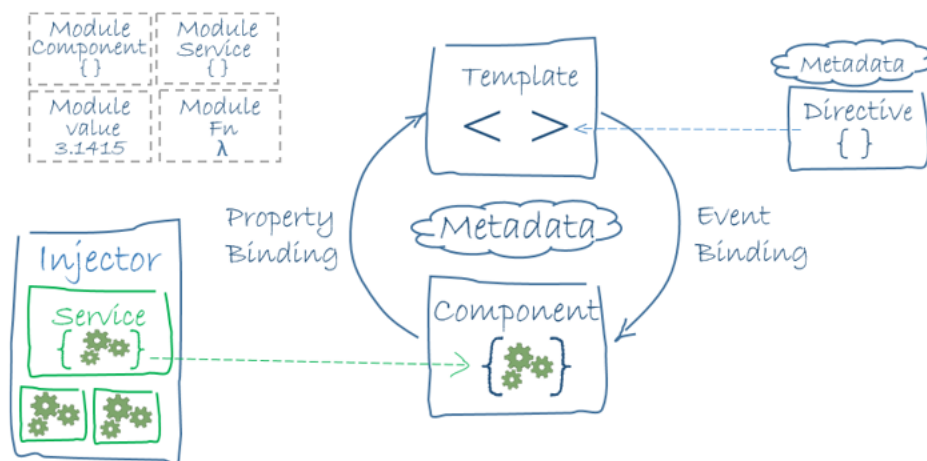 Module
Component
{ }
Module
Service
{ }
Module
value
3.1415
Module
Fn
λ
Template
< >
Metadata
Directive
{ }
Property
Binding
Metadata
Event
Binding
Injector
Service
{ }
Component
{ }